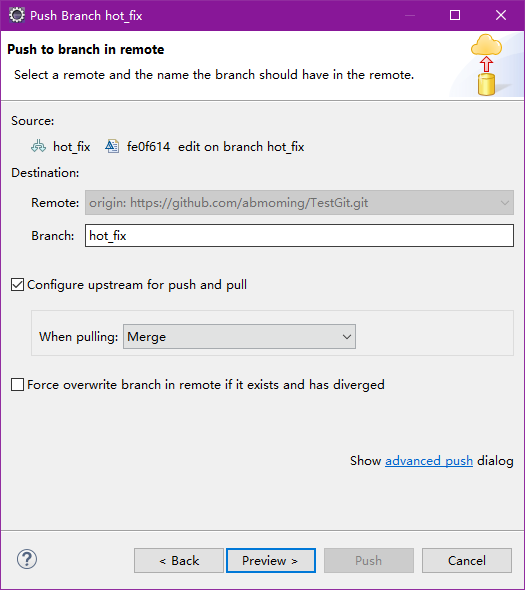 Push Branch hot_fix
Push to branch in remote
Select a remote and the name the branch should have in the remote.
Source:
hot_fix fe0f614 edit on branch hot_fix
Destination:
Remote: origin: https://github.com/abmoming/TestGit.git
Branch: hot_fix
Configure upstream for push and pull
When pulling: Merge
Force overwrite branch in remote if it exists and has diverged
Show advanced push dialog
? < Back Preview > Push Cancel